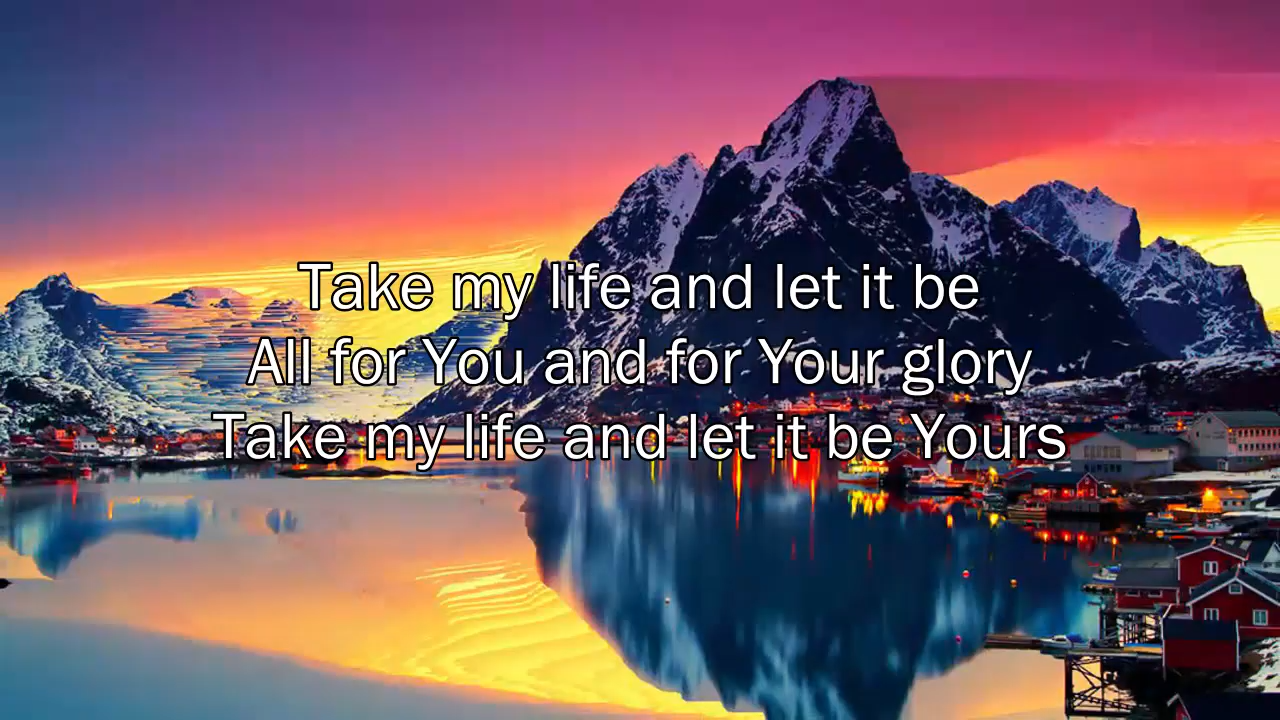 Take my life and let it be
All for You and for Your glory
Take my life and let it be Yours